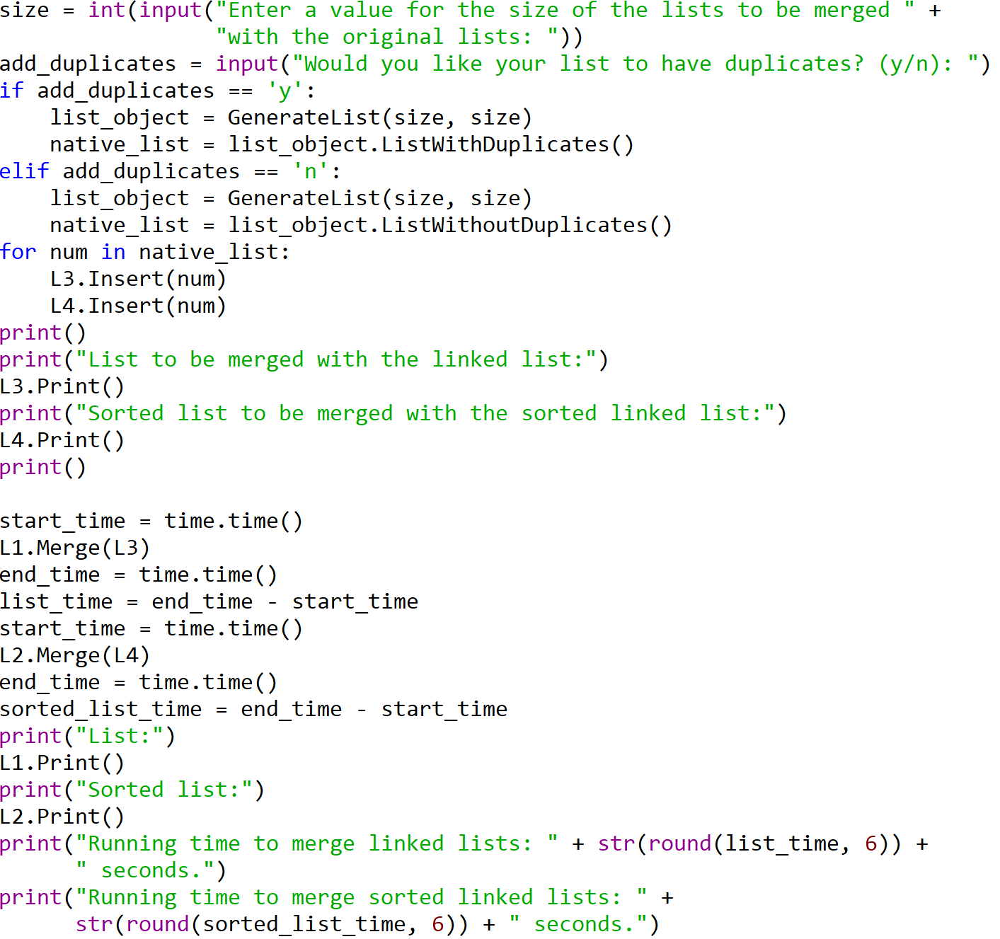 size = int(input("Enter a value for the size of the lists to be merged " +
                 "with the original lists: "))
add_duplicates = input("Would you like your list to have duplicates? (y/n): ")
if add_duplicates == 'y':
    list_object = GenerateList(size, size)
    native_list = list_object.ListWithDuplicates()
elif add_duplicates == 'n':
    list_object = GenerateList(size, size)
    native_list = list_object.ListWithoutDuplicates()
for num in native_list:
    L3.Insert(num)
    L4.Insert(num)
print()
print("List to be merged with the linked list:")
L3.Print()
print("Sorted list to be merged with the sorted linked list:")
L4.Print()
print()

start_time = time.time()
L1.Merge(L3)
end_time = time.time()
list_time = end_time - start_time
start_time = time.time()
L2.Merge(L4)
end_time = time.time()
sorted_list_time = end_time - start_time
print("List:")
L1.Print()
print("Sorted list:")
L2.Print()
print("Running time to merge linked lists: " + str(round(list_time, 6)) +
      " seconds.")
print("Running time to merge sorted linked lists: " +
      str(round(sorted_list_time, 6)) + " seconds.")